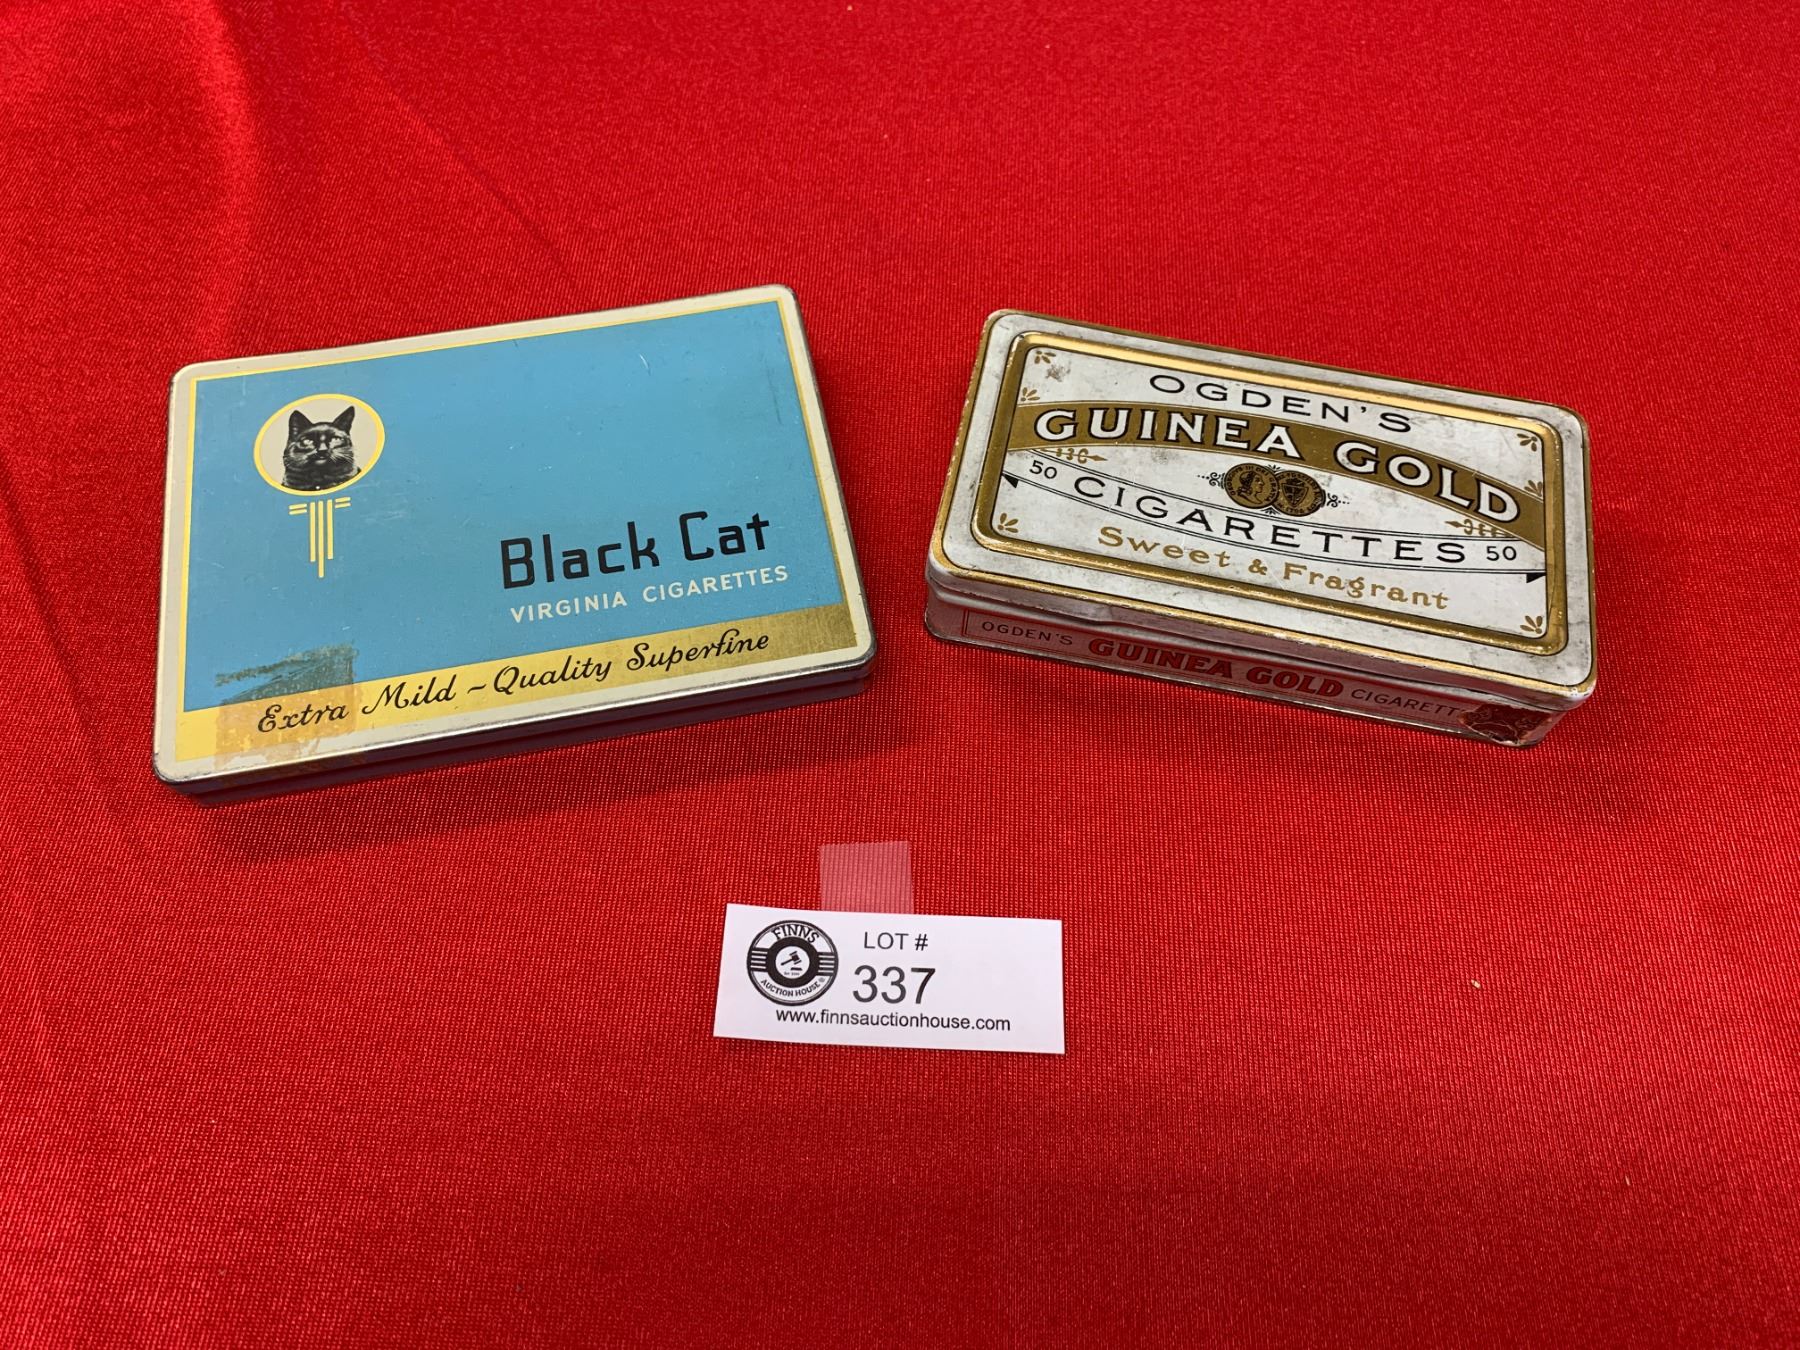 Black Cat
VIRGINIA CIGARETTES
Extra Mild ~ Quality Superfine
OGDEN'S
GUINEA GOLD
50 CIGARETTES 50
Sweet & Fragrant
OGDEN'S GUINEA GOLD CIGARETT
FINNS
AUCTION HOUSE
LOT #
337
www.finnsauctionhouse.com